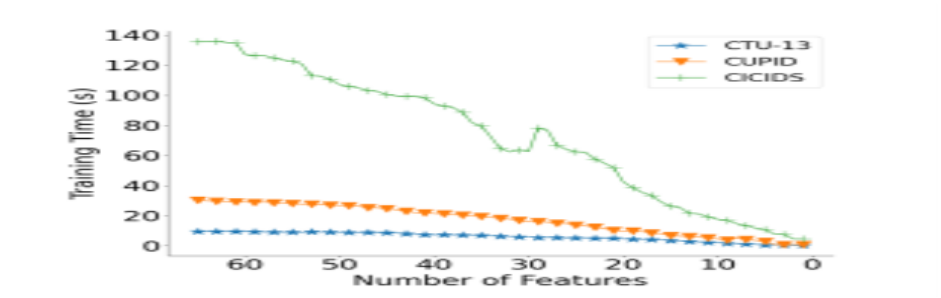 140
120
100
80
60
40
20
0
Training Time (s)
CTU-13
CUPID
CICIDS
60 50 40 30 20 10 0
Number of Features